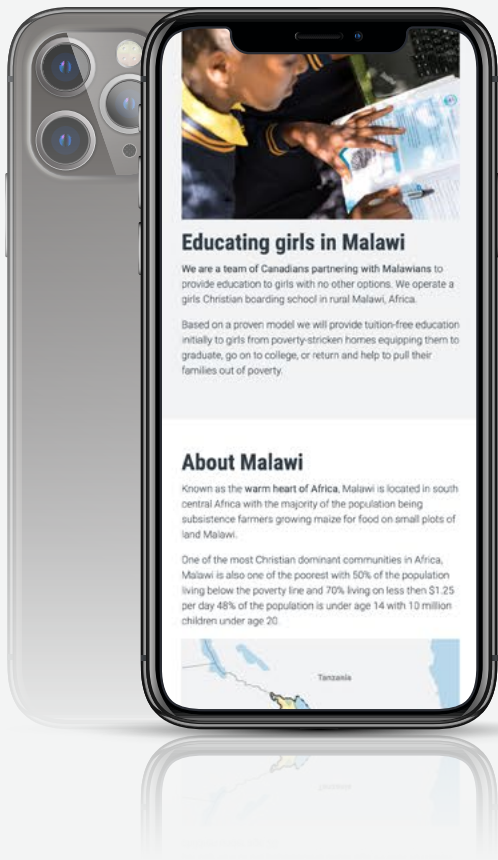 Educating girls in Malawi
We are a team of Canadians partnering with Malawians to
provide education to girls with no other options. We operate a
girls Christian boarding school in rural Malawi, Africa.
Based on a proven model we will provide tuition-free education
initially to girls from poverty-stricken homes equipping them to
graduate, go on to college, or return and help to pull their
families out of poverty.
About Malawi
Known as the warm heart of Africa, Malawi is located in south
central Africa with the majority of the population being
subsistence farmers growing maize for food on small plots of
land Malawi.
One of the most Christian dominant communities in Africa,
Malawi is also one of the poorest with 50% of the population
living below the poverty line and 70% living on less then $1.25
per day 48% of the population is under age 14 with 10 million
children under age 20.
Tanzania